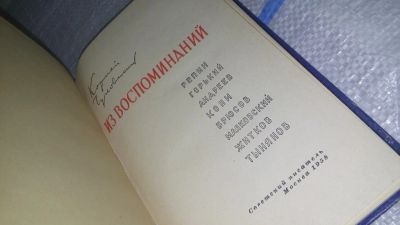 Корней
Чуковский
ИЗ ВОСПОМИНАНИЙ
РЕПИН
ГОРЬКИЙ
АНДРЕЕВ
КОНИ
БРЮСОВ
МАЯКОВСКИЙ
ЖИТКОВ
ТЫНЯНОВ
Советский писатель
Москва 1958